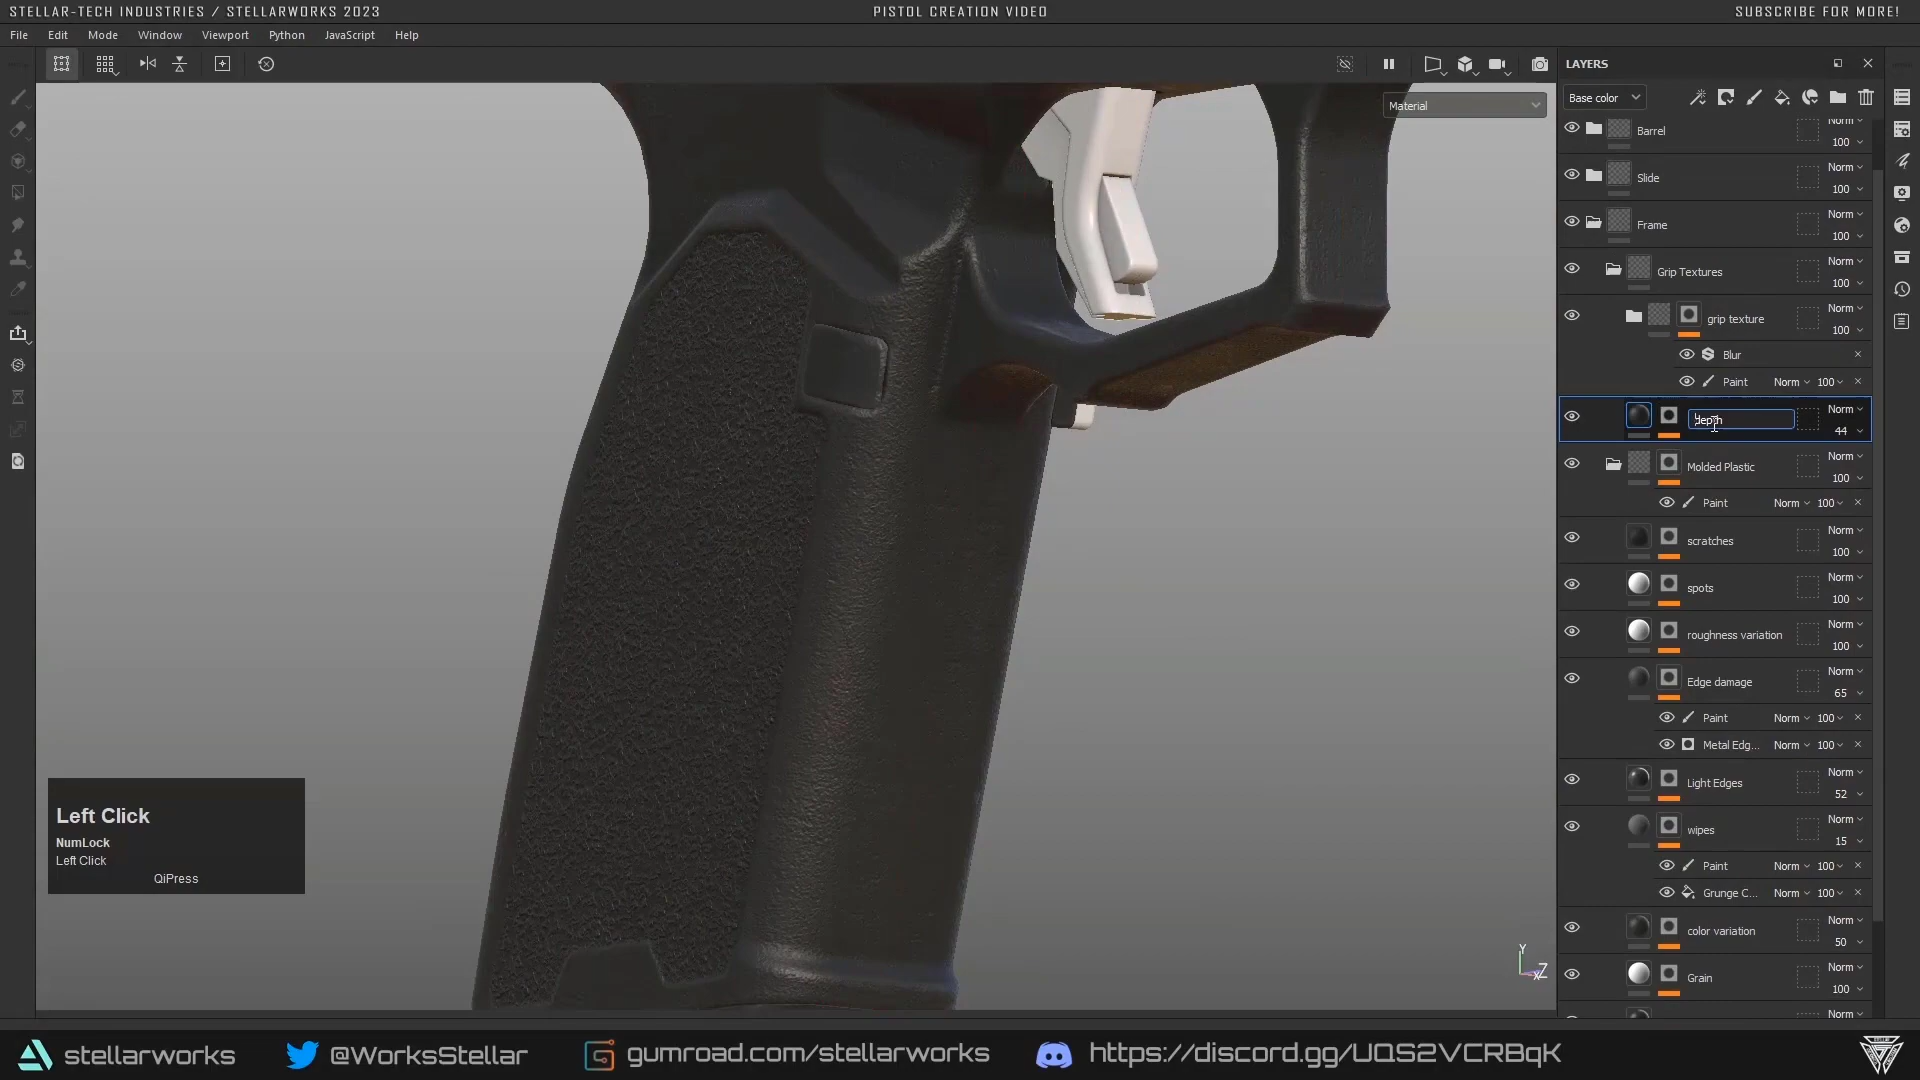 STELLAR-TECH INDUSTRIES / STELLARWORKS 2023
PISTOL CREATION VIDEO
SUBSCRIBE FOR MORE!
File Edit Mode Window Viewport Python JavaScript Help
LAYERS
Material
Base color
Norm
Barrel
100
Norm
Slide
100
Norm
Frame
100
Norm
Grip Textures
100
Norm
grip texture
100
Blur
Paint Norm 100
Norm
depth
44
Norm
Molded Plastic
100
Paint Norm 100
Norm
scratches
100
Norm
spots
100
Norm
roughness variation
100
Norm
Edge damage
65
Paint Norm 100
Metal Edg... Norm 100
Norm
Light Edges
52
Norm
wipes
15
Paint Norm 100
Grunge C... Norm 100
Norm
color variation
50
Norm
Grain
100
Norm
Left Click
NumLock
Left Click
QiPress
Y
Z
X
stellarworks
@WorksStellar
gumroad.com/stellarworks
https://discord.gg/UQS2VCRBqK